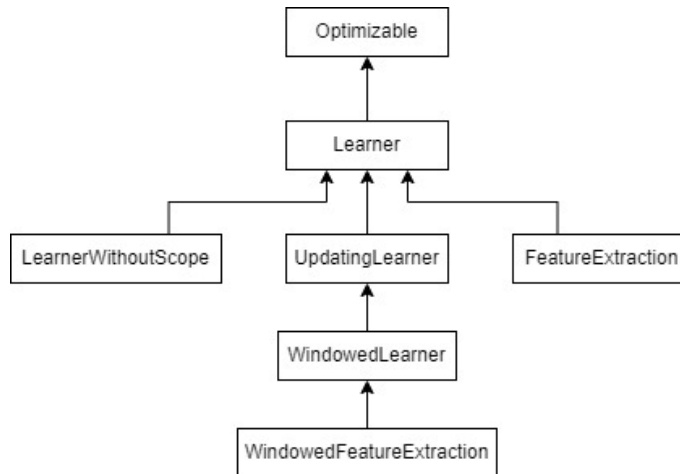 Optimizable
Learner
LearnerWithoutScope
UpdatingLearner
FeatureExtraction
WindowedLearner
WindowedFeatureExtraction